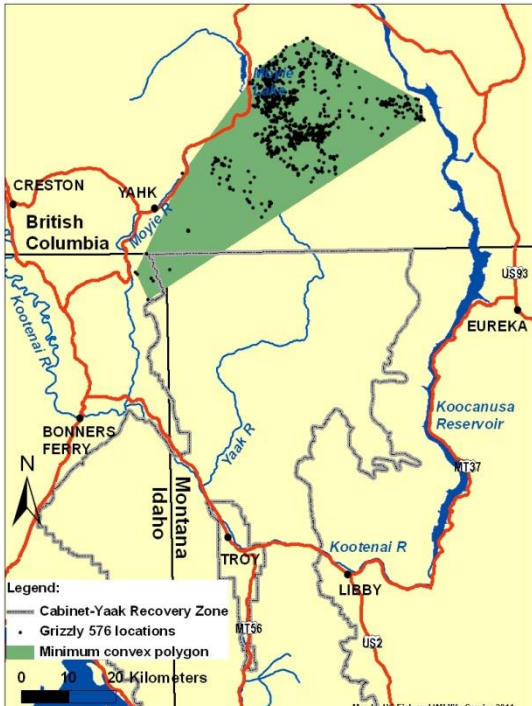 Moyie
Lake
CRESTON
YAHK
British
Columbia
Moyie R
US93
EUREKA
Kootenai R
Koocanusa
Reservoir
BONNERS
FERRY
Yaak R
MT37
N
Montana
Idaho
Kootenai R
TROY
LIBBY
Legend:
Cabinet-Yaak Recovery Zone
Grizzly 576 locations
Minimum convex polygon
MT56
US2
0 10 20 Kilometers